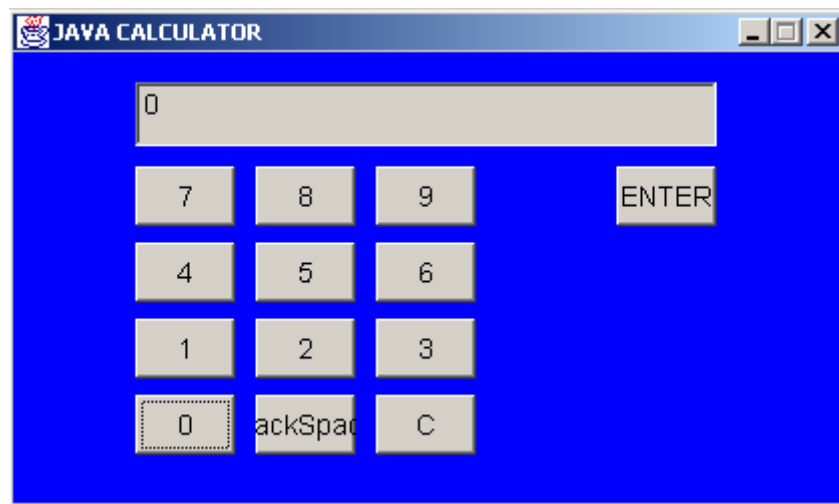 JAVA CALCULATOR
0
7 8 9 ENTER
4 5 6
1 2 3
0 ackSpac C